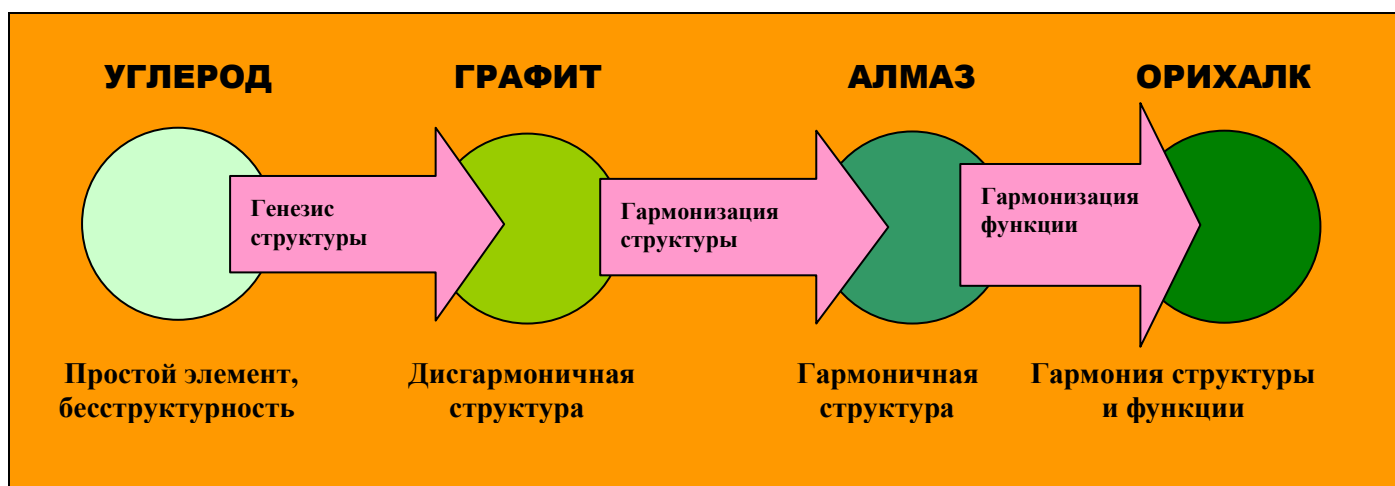 УГЛЕРОД
ГРАФИТ
АЛМАЗ
ОРИХАЛК
Генезис
структуры
Гармонизация
структуры
Гармонизация
функции
Простой элемент,
бесструктурность
Дисгармоничная
структура
Гармоничная
структура
Гармония структуры
и функции